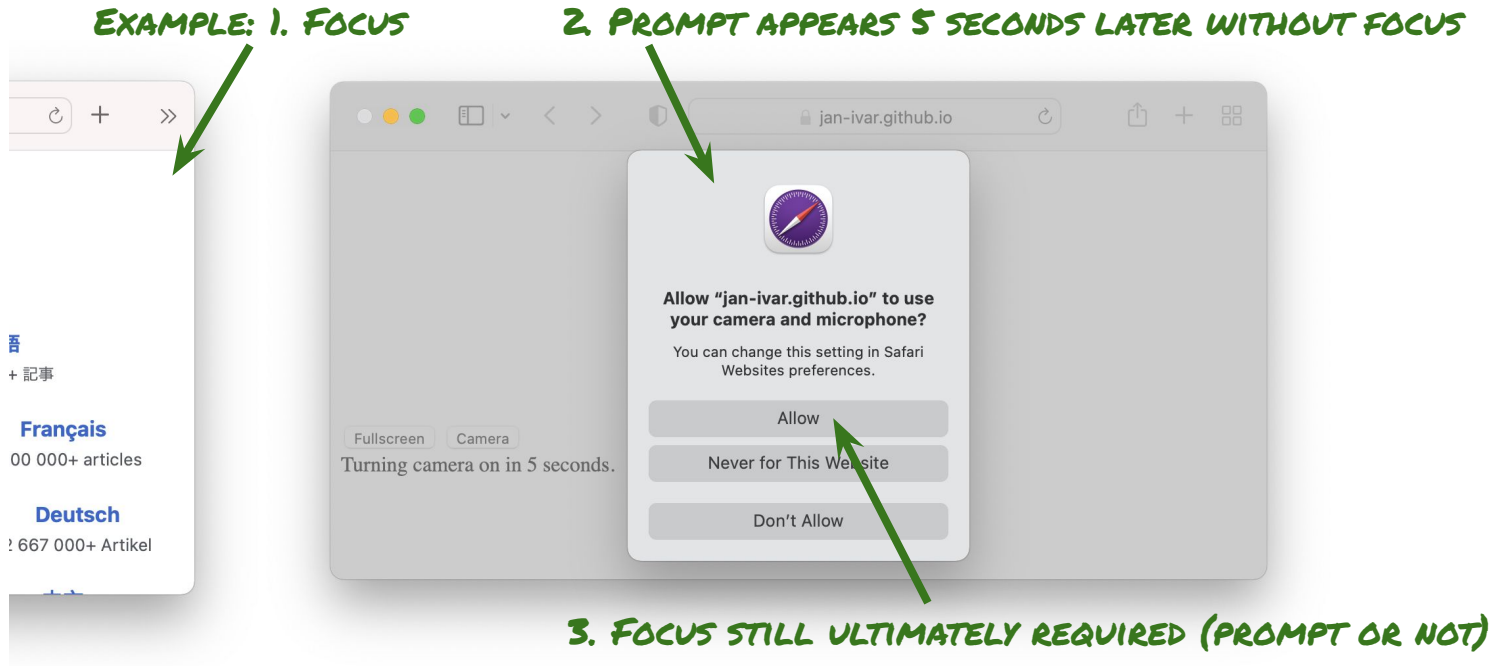 EXAMPLE: 1. FOCUS
2. PROMPT APPEARS 5 SECONDS LATER WITHOUT FOCUS
jan-ivar.github.io
Allow “jan-ivar.github.io” to use
your camera and microphone?
You can change this setting in Safari
Websites preferences.
語
+ 記事
Allow
Français
00 000+ articles
Fullscreen
Camera
Turning camera on in 5 seconds.
Never for This Website
Deutsch
2 667 000+ Artikel
Don’t Allow
3. FOCUS STILL ULTIMATELY REQUIRED (PROMPT OR NOT)